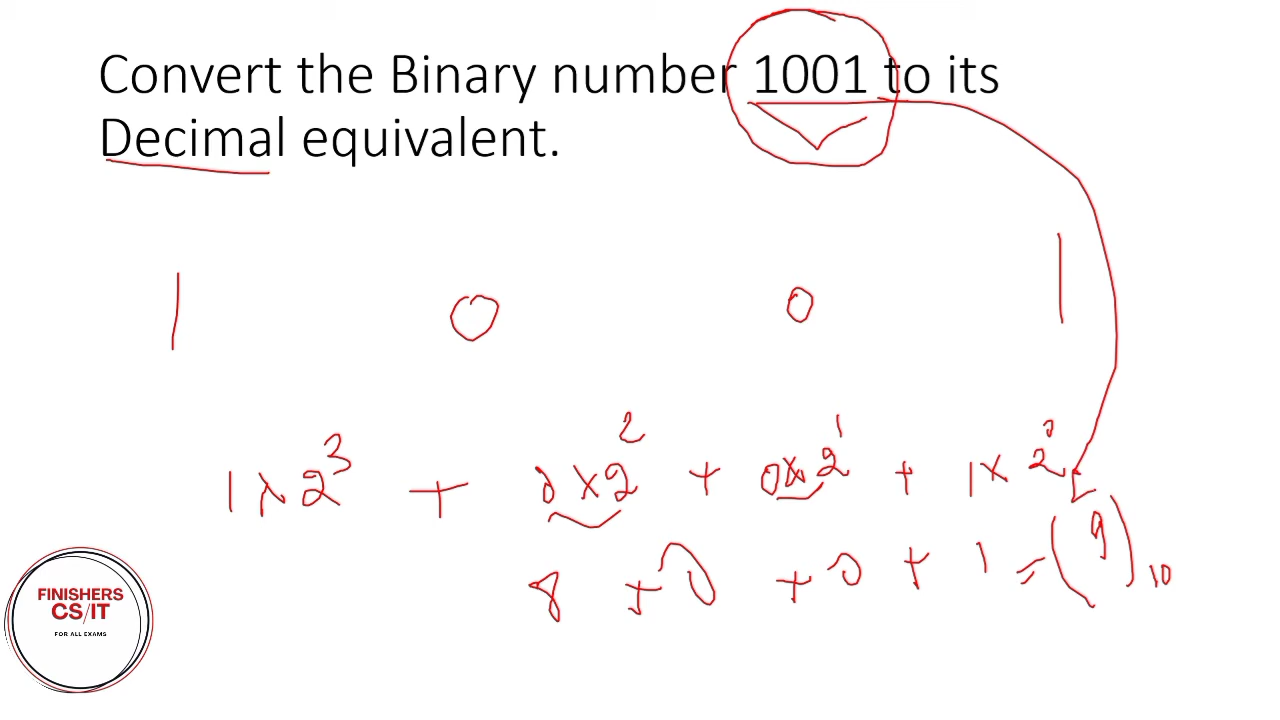 Convert the Binary number 1001 to its
Decimal equivalent.
1 0 0 1
1 × 2³ + 0 × 2² + 0 × 2¹ + 1 × 2⁰
8 + 0 + 0 + 1 = (9)₁₀
FINISHERS
CS/IT
FOR ALL EXAMS